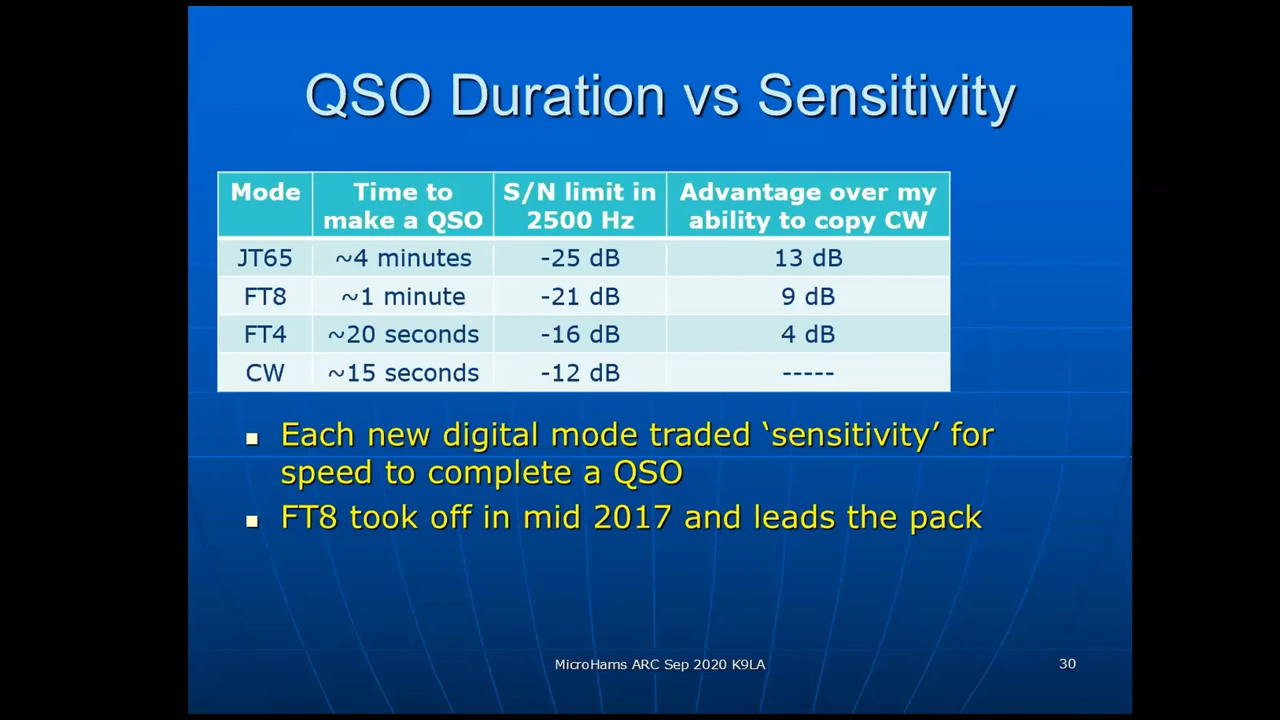 QSO Duration vs Sensitivity
Mode Time to make a QSO S/N limit in 2500 Hz Advantage over my ability to copy CW
JT65 ~4 minutes -25 dB 13 dB
FT8 ~1 minute -21 dB 9 dB
FT4 ~20 seconds -16 dB 4 dB
CW ~15 seconds -12 dB -----
Each new digital mode traded ‘sensitivity’ for
speed to complete a QSO
FT8 took off in mid 2017 and leads the pack
MicroHams ARC Sep 2020 K9LA 30